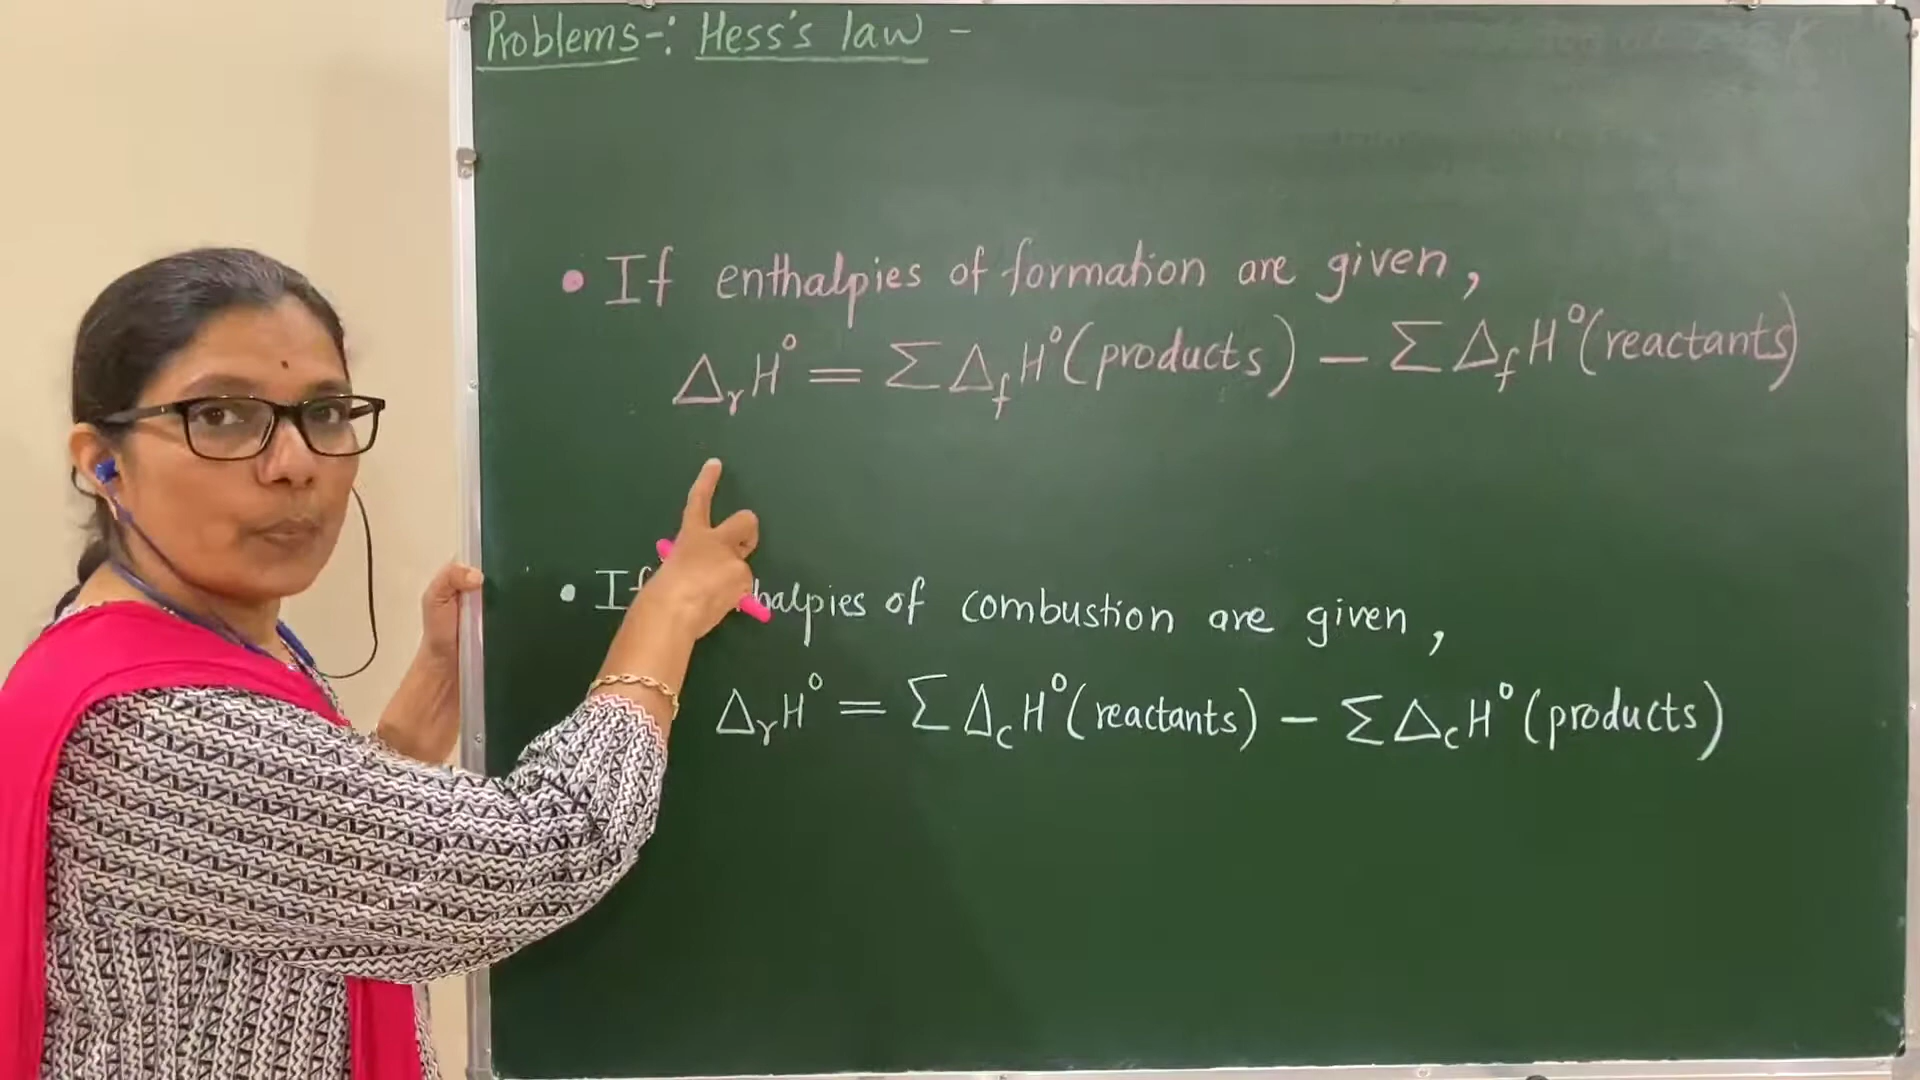 Problems-: Hess's law -
• If enthalpies of formation are given,
ΔrH° = ΣΔfH°(products) – ΣΔfH°(reactants)
• If of combustion are given,
ΔrH° = ΣΔcH°(reactants) – ΣΔcH°(products)